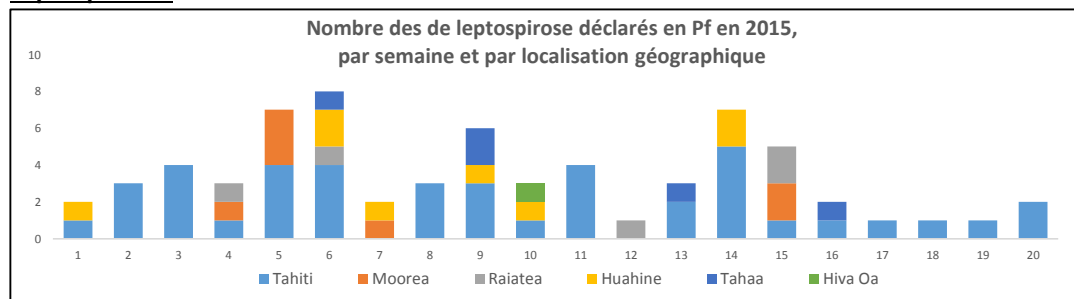 Nombre des de leptospirose déclarés en Pf en 2015,
par semaine et par localisation géographique
10
8
6
4
2
0
1 2 3 4 5 6 7 8 9 10 11 12 13 14 15 16 17 18 19 20
Tahiti Moorea Raiatea Huahine Tahaa Hiva Oa